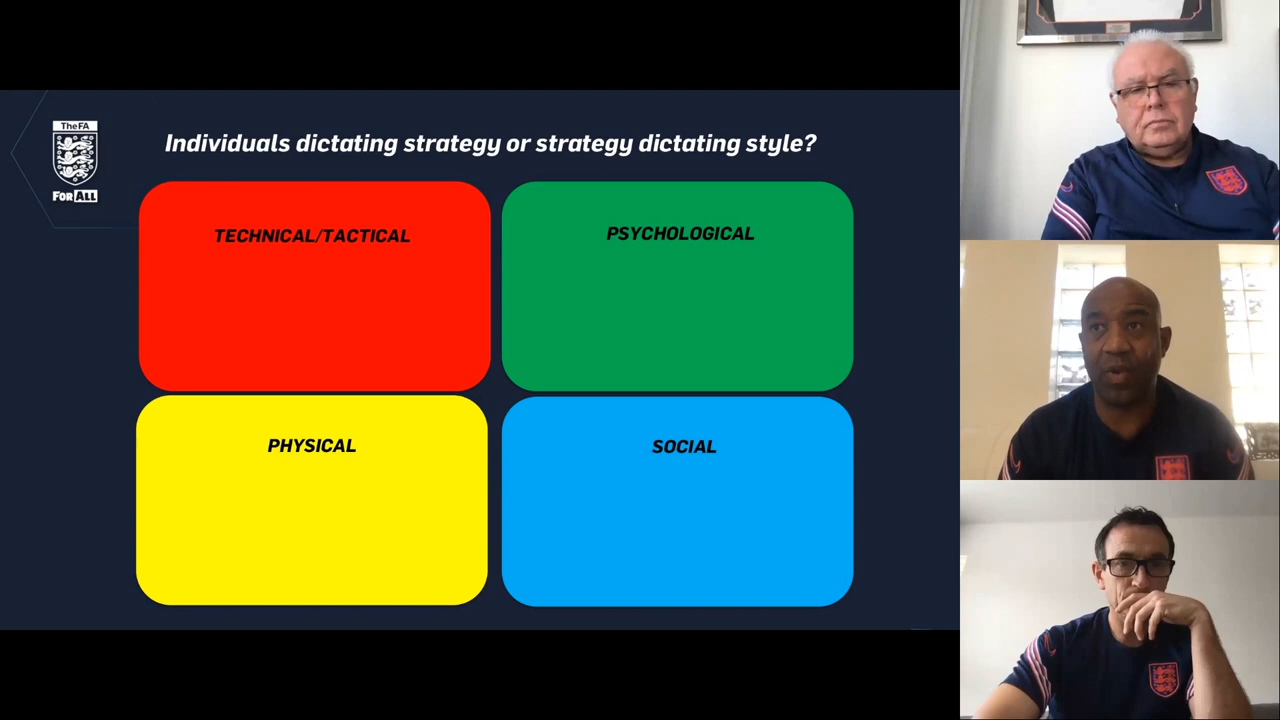 TheFA
FOR ALL
Individuals dictating strategy or strategy dictating style?
TECHNICAL/TACTICAL
PSYCHOLOGICAL
PHYSICAL
SOCIAL